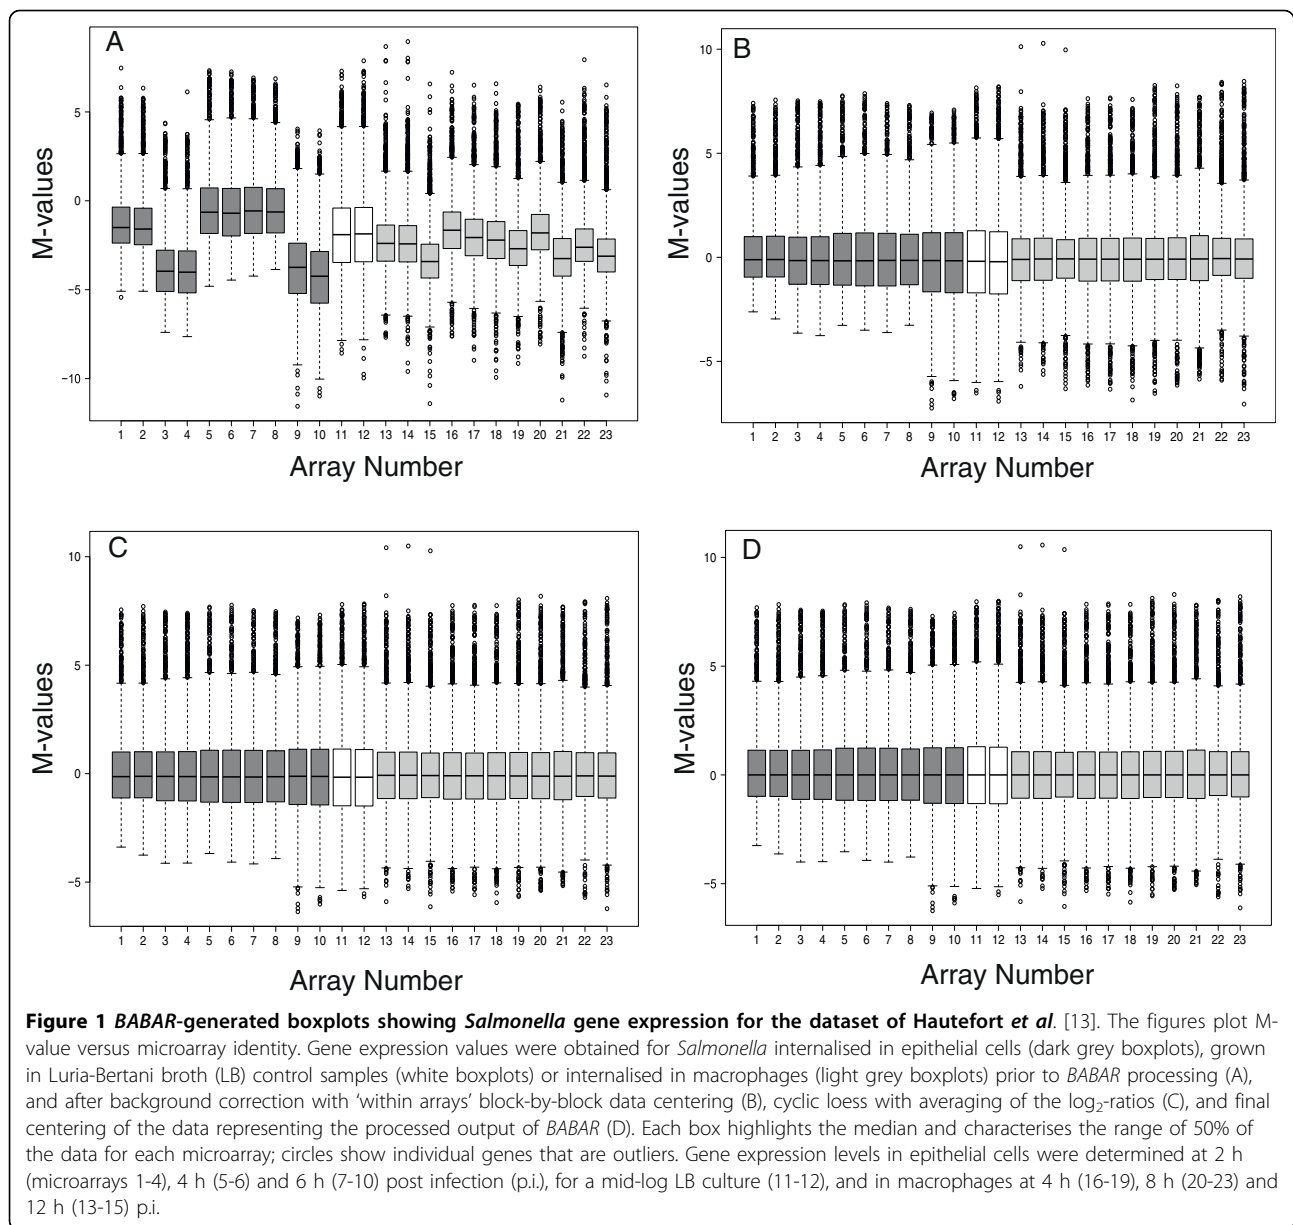 A
M-values
5
0
−5
−10
1 2 3 4 5 6 7 8 9 10 11 12 13 14 15 16 17 18 19 20 21 22 23
Array Number
B
M-values
10
5
0
−5
1 2 3 4 5 6 7 8 9 10 11 12 13 14 15 16 17 18 19 20 21 22 23
Array Number
C
M-values
10
5
0
−5
1 2 3 4 5 6 7 8 9 10 11 12 13 14 15 16 17 18 19 20 21 22 23
Array Number
D
M-values
10
5
0
−5
1 2 3 4 5 6 7 8 9 10 11 12 13 14 15 16 17 18 19 20 21 22 23
Array Number
Figure 1 BABAR-generated boxplots showing Salmonella gene expression for the dataset of Hautefort et al. [13]. The figures plot M-
value versus microarray identity. Gene expression values were obtained for Salmonella internalised in epithelial cells (dark grey boxplots), grown
in Luria-Bertani broth (LB) control samples (white boxplots) or internalised in macrophages (light grey boxplots) prior to BABAR processing (A),
and after background correction with ‘within arrays’ block-by-block data centering (B), cyclic loess with averaging of the log₂-ratios (C), and final
centering of the data representing the processed output of BABAR (D). Each box highlights the median and characterises the range of 50% of
the data for each microarray; circles show individual genes that are outliers. Gene expression levels in epithelial cells were determined at 2 h
(microarrays 1-4), 4 h (5-6) and 6 h (7-10) post infection (p.i.), for a mid-log LB culture (11-12), and in macrophages at 4 h (16-19), 8 h (20-23) and
12 h (13-15) p.i.